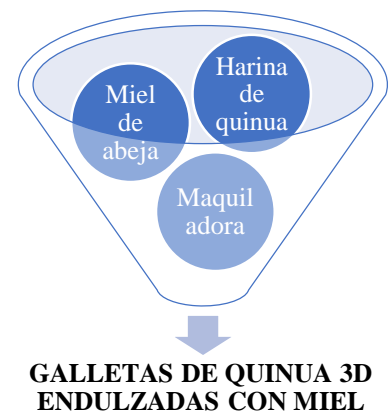 Miel
de
abeja
Harina
de
quinua
Maquil
adora
GALLETAS DE QUINUA 3D
ENDULZADAS CON MIEL